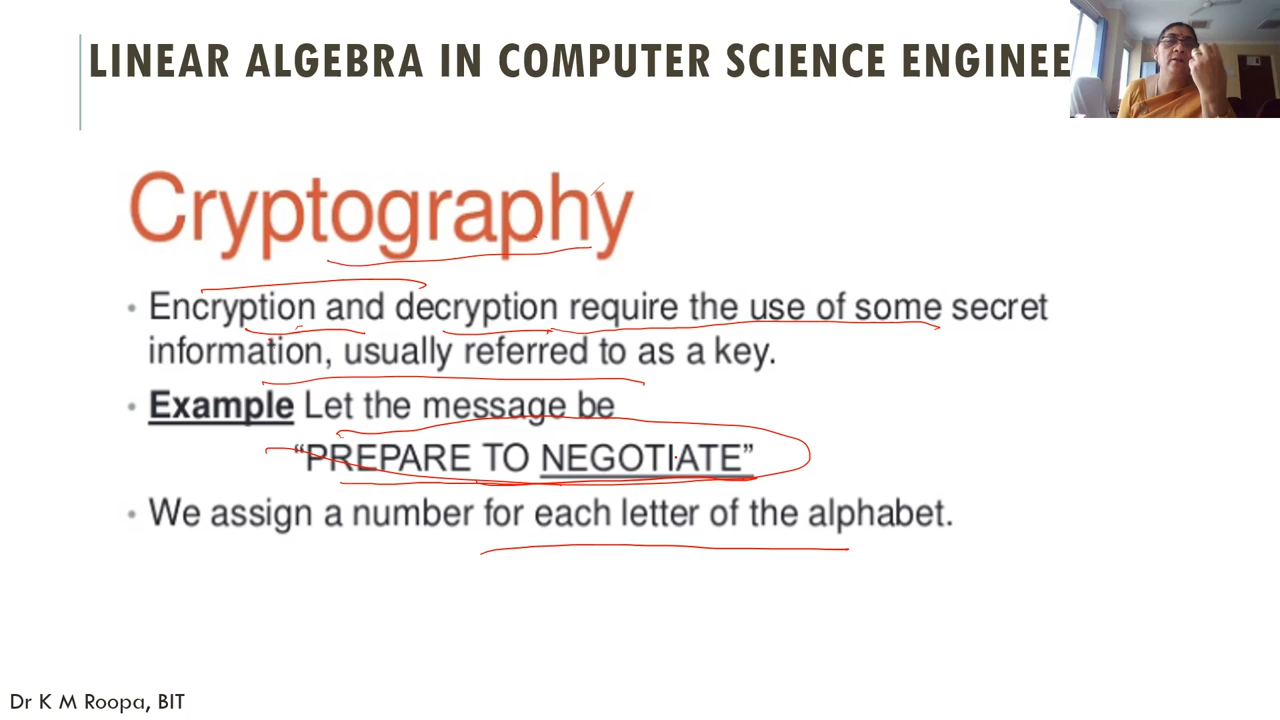 LINEAR ALGEBRA IN COMPUTER SCIENCE ENGINEE
Cryptography
• Encryption and decryption require the use of some secret
information, usually referred to as a key.
• Example Let the message be
“PREPARE TO NEGOTIATE”
• We assign a number for each letter of the alphabet.
Dr K M Roopa, BIT